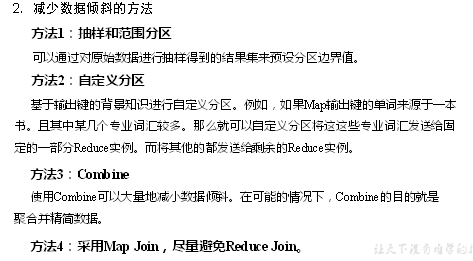 2. 减少数据倾斜的方法
方法1：抽样和范围分区
可以通过对原始数据进行抽样得到的结果集来预设分区边界值。
方法2：自定义分区
基于输出键的背景知识进行自定义分区。例如，如果Map输出键的单词来源于一本
书。且其中某几个专业词汇较多。那么就可以自定义分区将这这些专业词汇发送给固
定的一部分Reduce实例。而将其他的都发送给剩余的Reduce实例。
方法3：Combine
使用Combine可以大量地减小数据倾斜。在可能的情况下，Combine的目的就是
聚合并精简数据。
方法4：采用Map Join，尽量避免Reduce Join。
让天下没有难学的